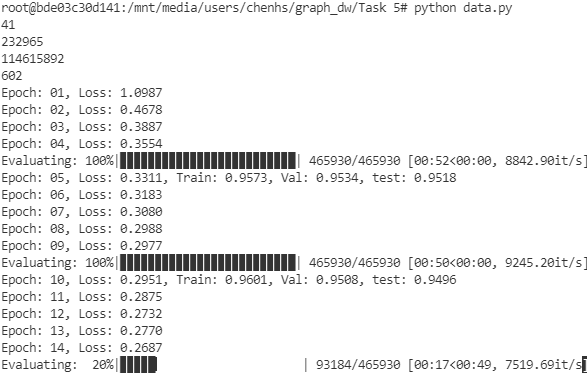 root@bde03c30d141:/mnt/media/users/chenhs/graph_dw/Task 5# python data.py
41
232965
114615892
602
Epoch: 01, Loss: 1.0987
Epoch: 02, Loss: 0.4678
Epoch: 03, Loss: 0.3887
Epoch: 04, Loss: 0.3554
Evaluating: 100%|█████████████████████████| 465930/465930 [00:52<00:00, 8842.90it/s]
Epoch: 05, Loss: 0.3311, Train: 0.9573, Val: 0.9534, test: 0.9518
Epoch: 06, Loss: 0.3183
Epoch: 07, Loss: 0.3080
Epoch: 08, Loss: 0.2988
Epoch: 09, Loss: 0.2977
Evaluating: 100%|█████████████████████████| 465930/465930 [00:50<00:00, 9245.20it/s]
Epoch: 10, Loss: 0.2951, Train: 0.9601, Val: 0.9508, test: 0.9496
Epoch: 11, Loss: 0.2875
Epoch: 12, Loss: 0.2732
Epoch: 13, Loss: 0.2770
Epoch: 14, Loss: 0.2687
Evaluating:  20%|█████                    | 93184/465930 [00:17<00:49, 7519.69it/s]